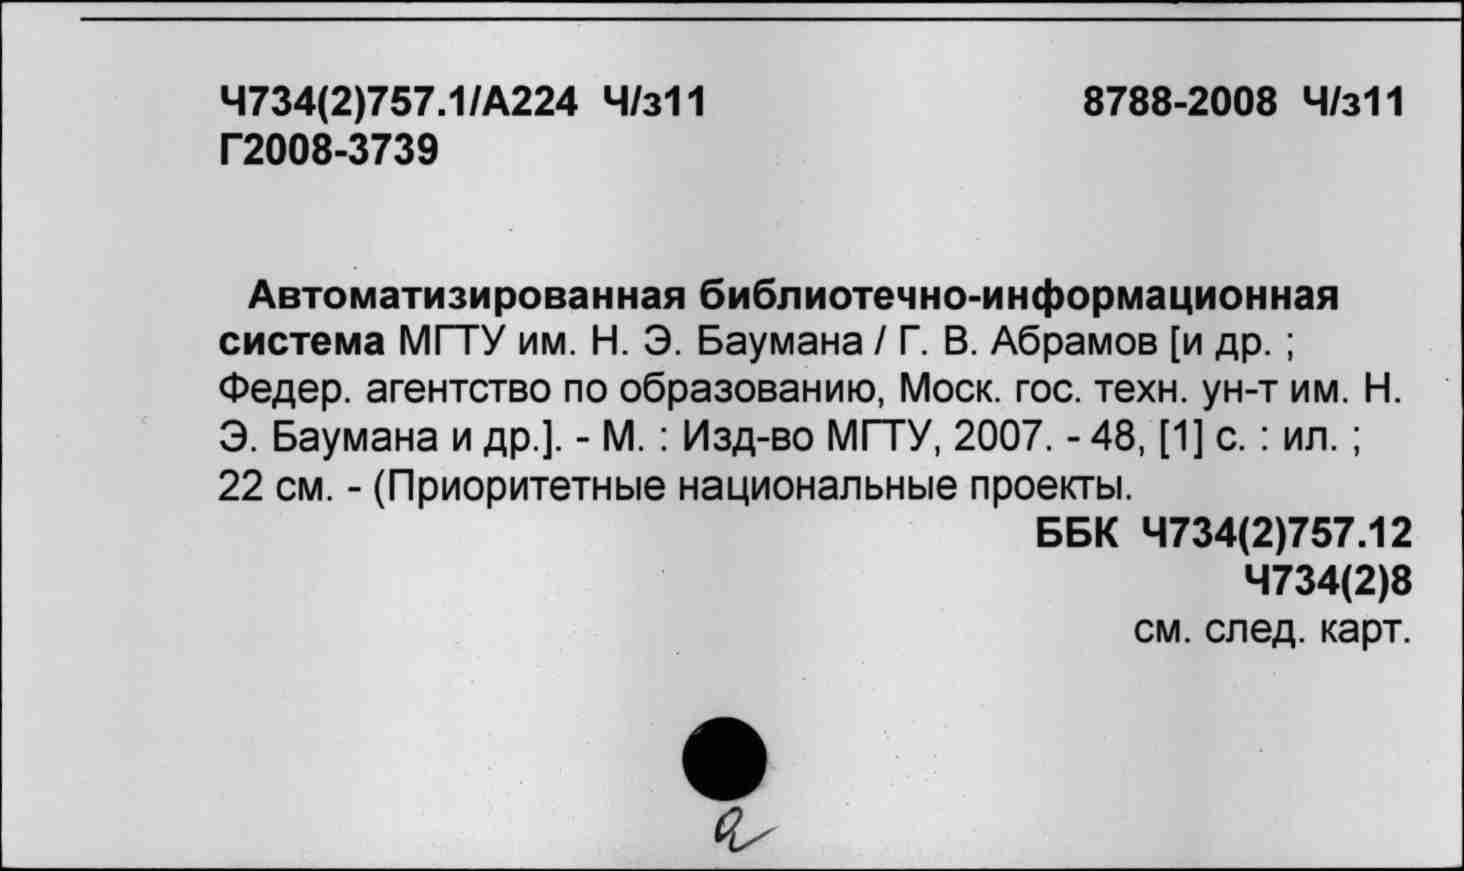 Ч734(2)757.1/А224 Ч/з11 8788-2008 Ч/з11
Г2008-3739
Автоматизированная библиотечно-информационная
система МГТУ им. Н. Э. Баумана / Г. В. Абрамов [и др. ;
Федер. агентство по образованию, Моск. гос. техн. ун-т им. Н.
Э. Баумана и др.]. - М. : Изд-во МГТУ, 2007. - 48, [1] с. : ил. ;
22 см. - (Приоритетные национальные проекты.
ББК Ч734(2)757.12
Ч734(2)8
см. след. карт.